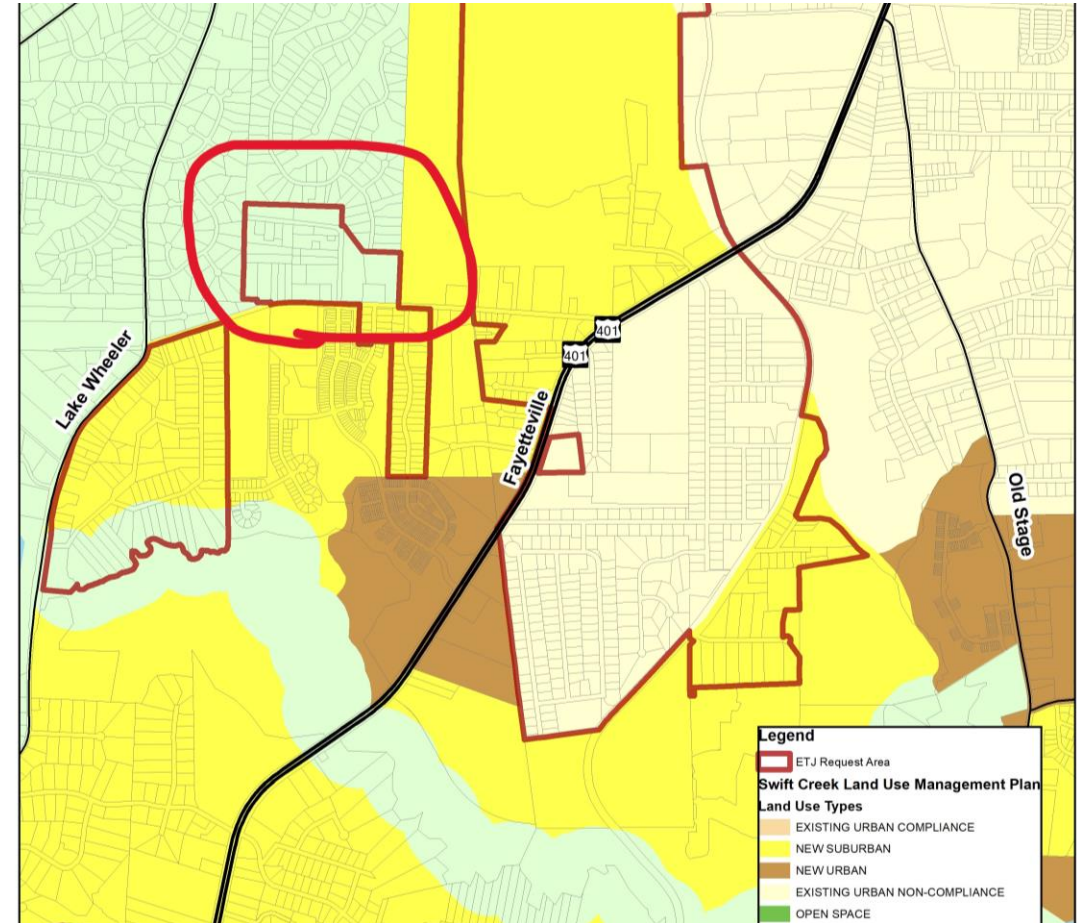 Lake Wheeler
401
401
Fayetteville
Old Stage
Legend
ETJ Request Area
Swift Creek Land Use Management Plan
Land Use Types
EXISTING URBAN COMPLIANCE
NEW SUBURBAN
NEW URBAN
EXISTING URBAN NON-COMPLIANCE
OPEN SPACE